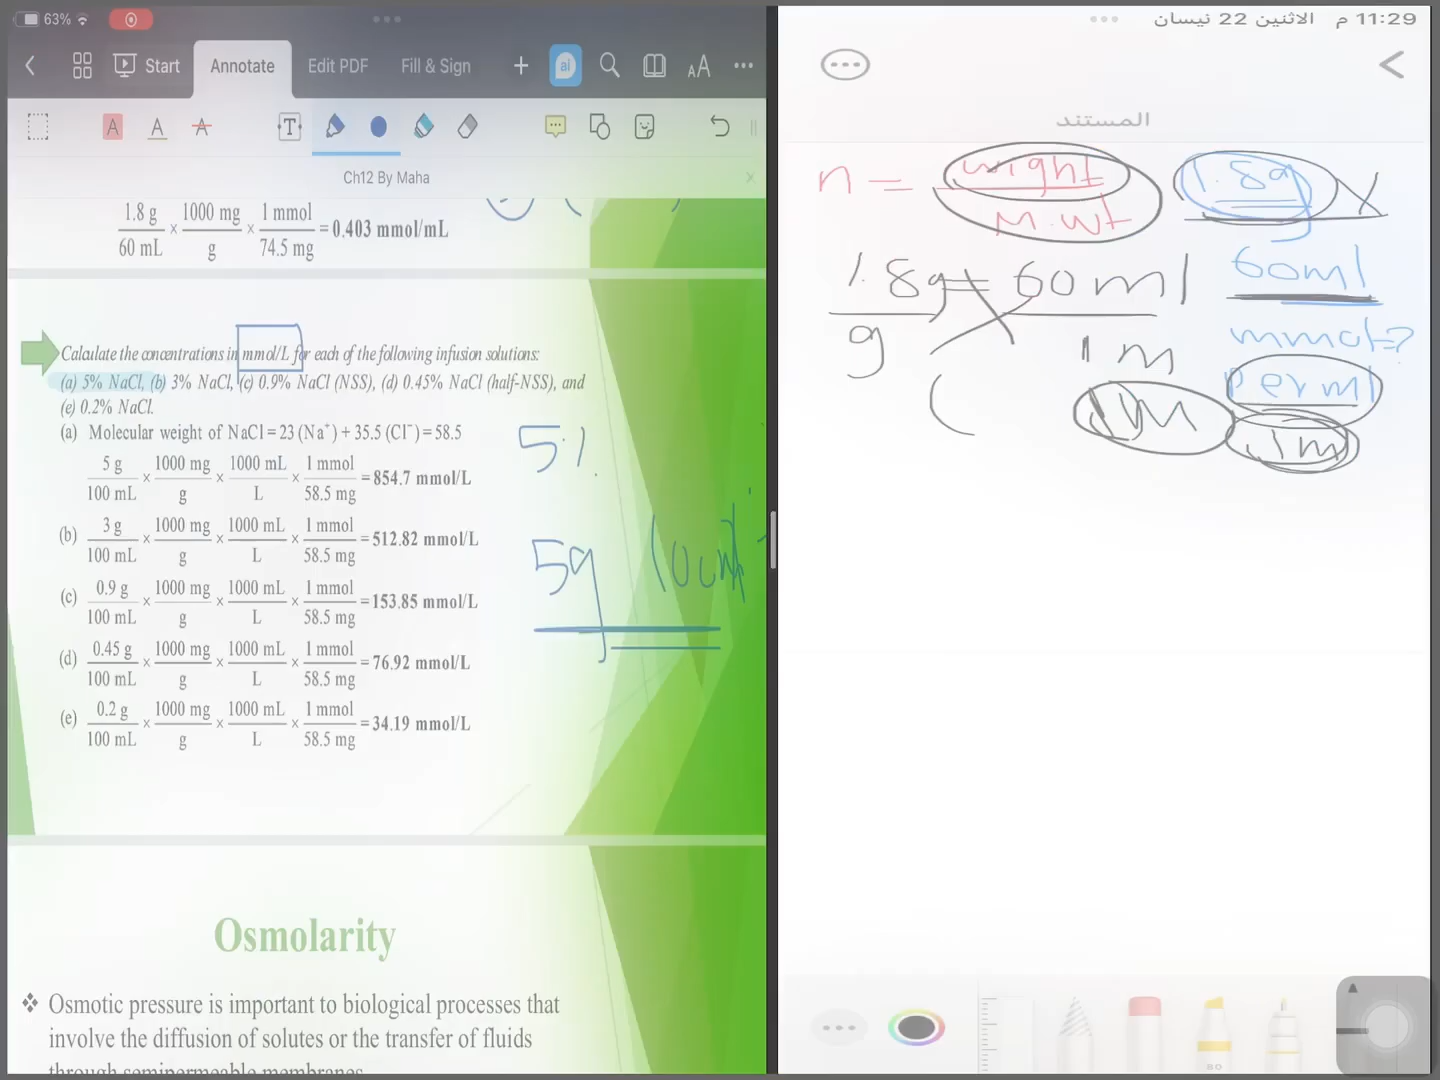 63%
11:29 م الاثنين 22 نيسان
Start Annotate Edit PDF Fill & Sign
Ch12 By Maha
المستند
1.8 g / 60 mL × 1000 mg / g × 1 mmol / 74.5 mg = 0.403 mmol/mL
Calculate the concentrations in mmol/L for each of the following infusion solutions:
(a) 5% NaCl, (b) 3% NaCl, (c) 0.9% NaCl (NSS), (d) 0.45% NaCl (half-NSS), and
(e) 0.2% NaCl.
(a) Molecular weight of NaCl = 23 (Na⁺) + 35.5 (Cl⁻) = 58.5
5 g / 100 mL × 1000 mg / g × 1000 mL / L × 1 mmol / 58.5 mg = 854.7 mmol/L
(b) 3 g / 100 mL × 1000 mg / g × 1000 mL / L × 1 mmol / 58.5 mg = 512.82 mmol/L
(c) 0.9 g / 100 mL × 1000 mg / g × 1000 mL / L × 1 mmol / 58.5 mg = 153.85 mmol/L
(d) 0.45 g / 100 mL × 1000 mg / g × 1000 mL / L × 1 mmol / 58.5 mg = 76.92 mmol/L
(e) 0.2 g / 100 mL × 1000 mg / g × 1000 mL / L × 1 mmol / 58.5 mg = 34.19 mmol/L
5%
5g
Osmolarity
❖ Osmotic pressure is important to biological processes that
involve the diffusion of solutes or the transfer of fluids
through semipermeable membranes
n = wight / M.wt
1.8g
60ml
mmol=?
per ml
1m
1.8g = 60ml
g
1m